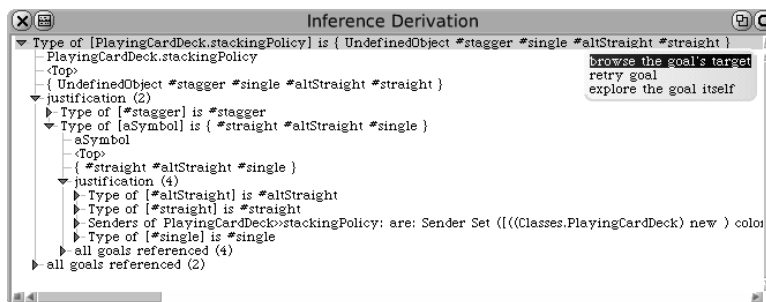 Inference Derivation
Type of [PlayingCardDeck.stackingPolicy] is { UndefinedObject #stagger #single #altStraight #straight }
PlayingCardDeck.stackingPolicy
<Top>
{ UndefinedObject #stagger #single #altStraight #straight }
justification (2)
Type of [#stagger] is #stagger
Type of [aSymbol] is { #straight #altStraight #single }
aSymbol
<Top>
{ #straight #altStraight #single }
justification (4)
Type of [#altStraight] is #altStraight
Type of [#straight] is #straight
Senders of PlayingCardDeck>>stackingPolicy: are: Sender Set ([((Classes.PlayingCardDeck) new ) color
Type of [#single] is #single
all goals referenced (4)
all goals referenced (2)
browse the goal's target
retry goal
explore the goal itself